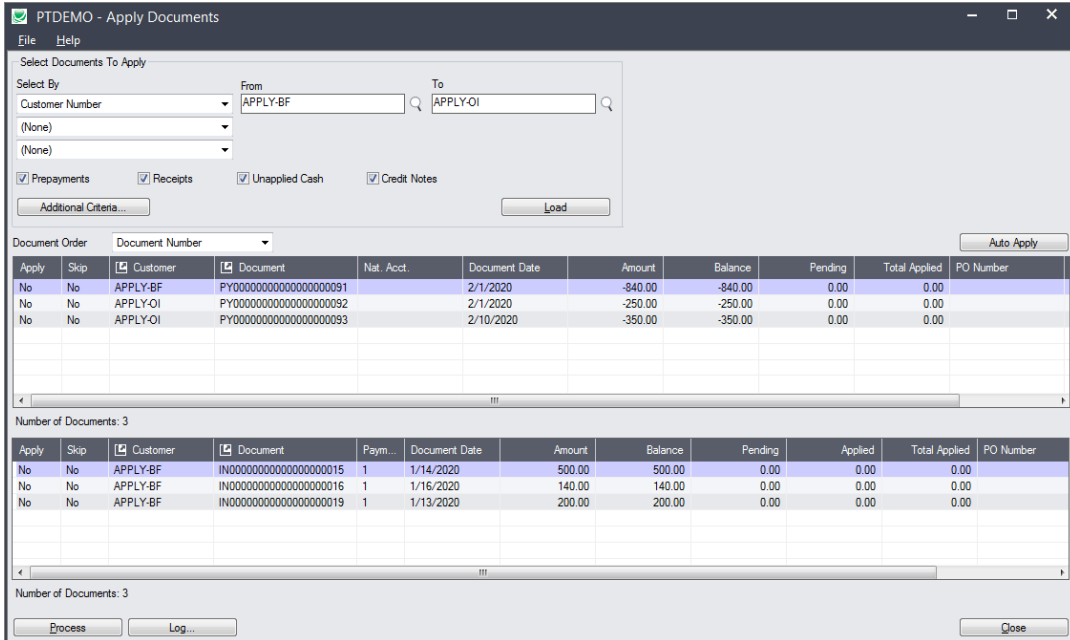 PTDEMO - Apply Documents
File Help
Select Documents To Apply
Select By From To
Customer Number APPLY-BF APPLY-OI
(None)
(None)
Prepayments Receipts Unapplied Cash Credit Notes
Additional Criteria... Load
Document Order Document Number Auto Apply
Apply Skip Customer Document Nat. Acct. Document Date Amount Balance Pending Total Applied PO Number
No No APPLY-BF PY00000000000000000091 2/1/2020 -840.00 -840.00 0.00 0.00
No No APPLY-OI PY00000000000000000092 2/1/2020 -250.00 -250.00 0.00 0.00
No No APPLY-OI PY00000000000000000093 2/10/2020 -350.00 -350.00 0.00 0.00
Number of Documents: 3
Apply Skip Customer Document Paym... Document Date Amount Balance Pending Applied Total Applied PO Number
No No APPLY-BF IN00000000000000000015 1 1/14/2020 500.00 500.00 0.00 0.00 0.00
No No APPLY-BF IN00000000000000000016 1 1/16/2020 140.00 140.00 0.00 0.00 0.00
No No APPLY-BF IN00000000000000000019 1 1/13/2020 200.00 200.00 0.00 0.00 0.00
Number of Documents: 3
Process Log... Close